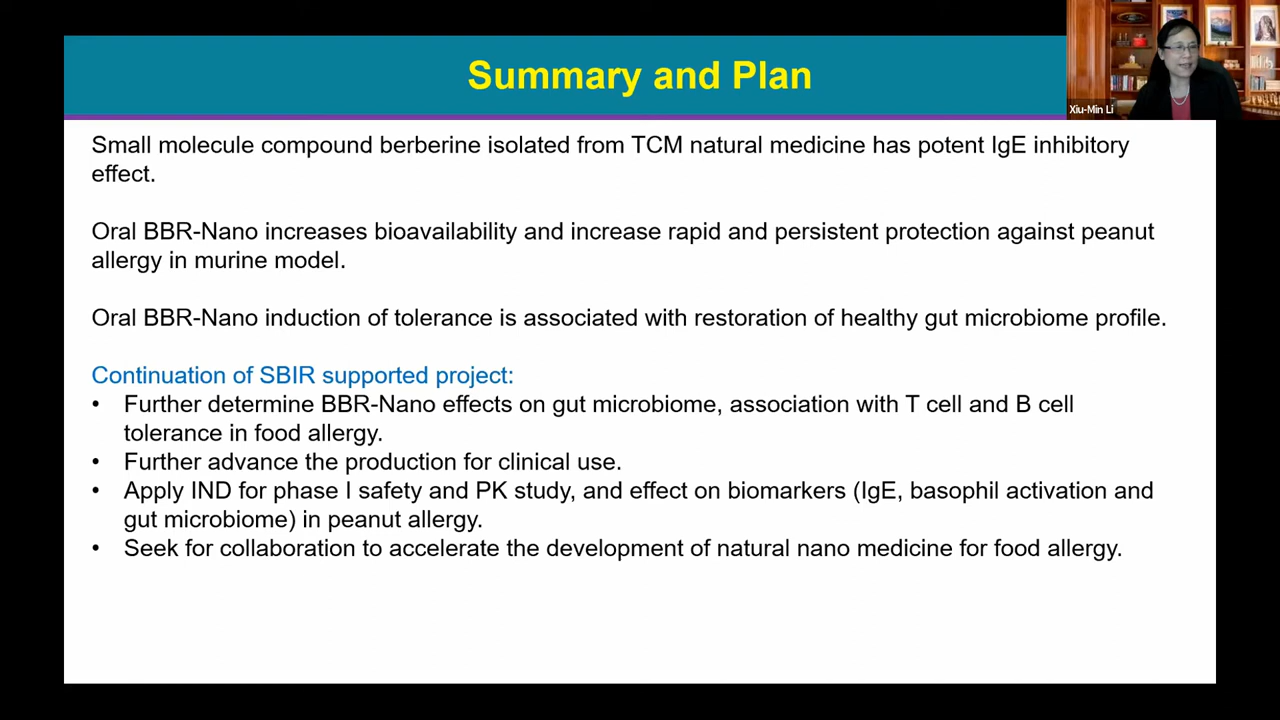 Summary and Plan
Xiu-Min Li
Small molecule compound berberine isolated from TCM natural medicine has potent IgE inhibitory
effect.
Oral BBR-Nano increases bioavailability and increase rapid and persistent protection against peanut
allergy in murine model.
Oral BBR-Nano induction of tolerance is associated with restoration of healthy gut microbiome profile.
Continuation of SBIR supported project:
• Further determine BBR-Nano effects on gut microbiome, association with T cell and B cell
tolerance in food allergy.
• Further advance the production for clinical use.
• Apply IND for phase I safety and PK study, and effect on biomarkers (IgE, basophil activation and
gut microbiome) in peanut allergy.
• Seek for collaboration to accelerate the development of natural nano medicine for food allergy.